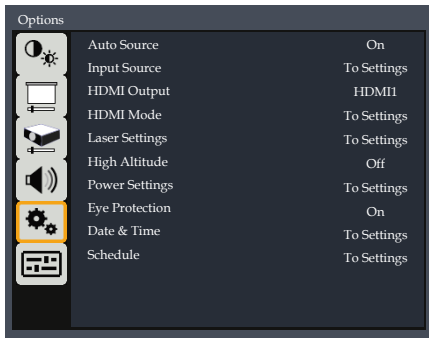 Options
Auto Source On
Input Source To Settings
HDMI Output HDMI1
HDMI Mode To Settings
Laser Settings To Settings
High Altitude Off
Power Settings To Settings
Eye Protection On
Date & Time To Settings
Schedule To Settings